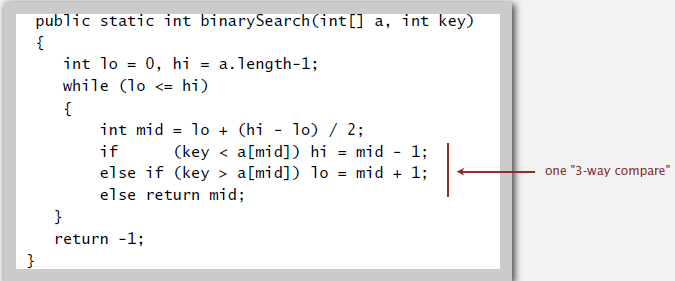 public static int binarySearch(int[] a, int key)
{
int lo = 0, hi = a.length-1;
while (lo <= hi)
{
int mid = lo + (hi - lo) / 2;
if (key < a[mid]) hi = mid - 1;
else if (key > a[mid]) lo = mid + 1;
else return mid;
}
return -1;
}
one "3-way compare"